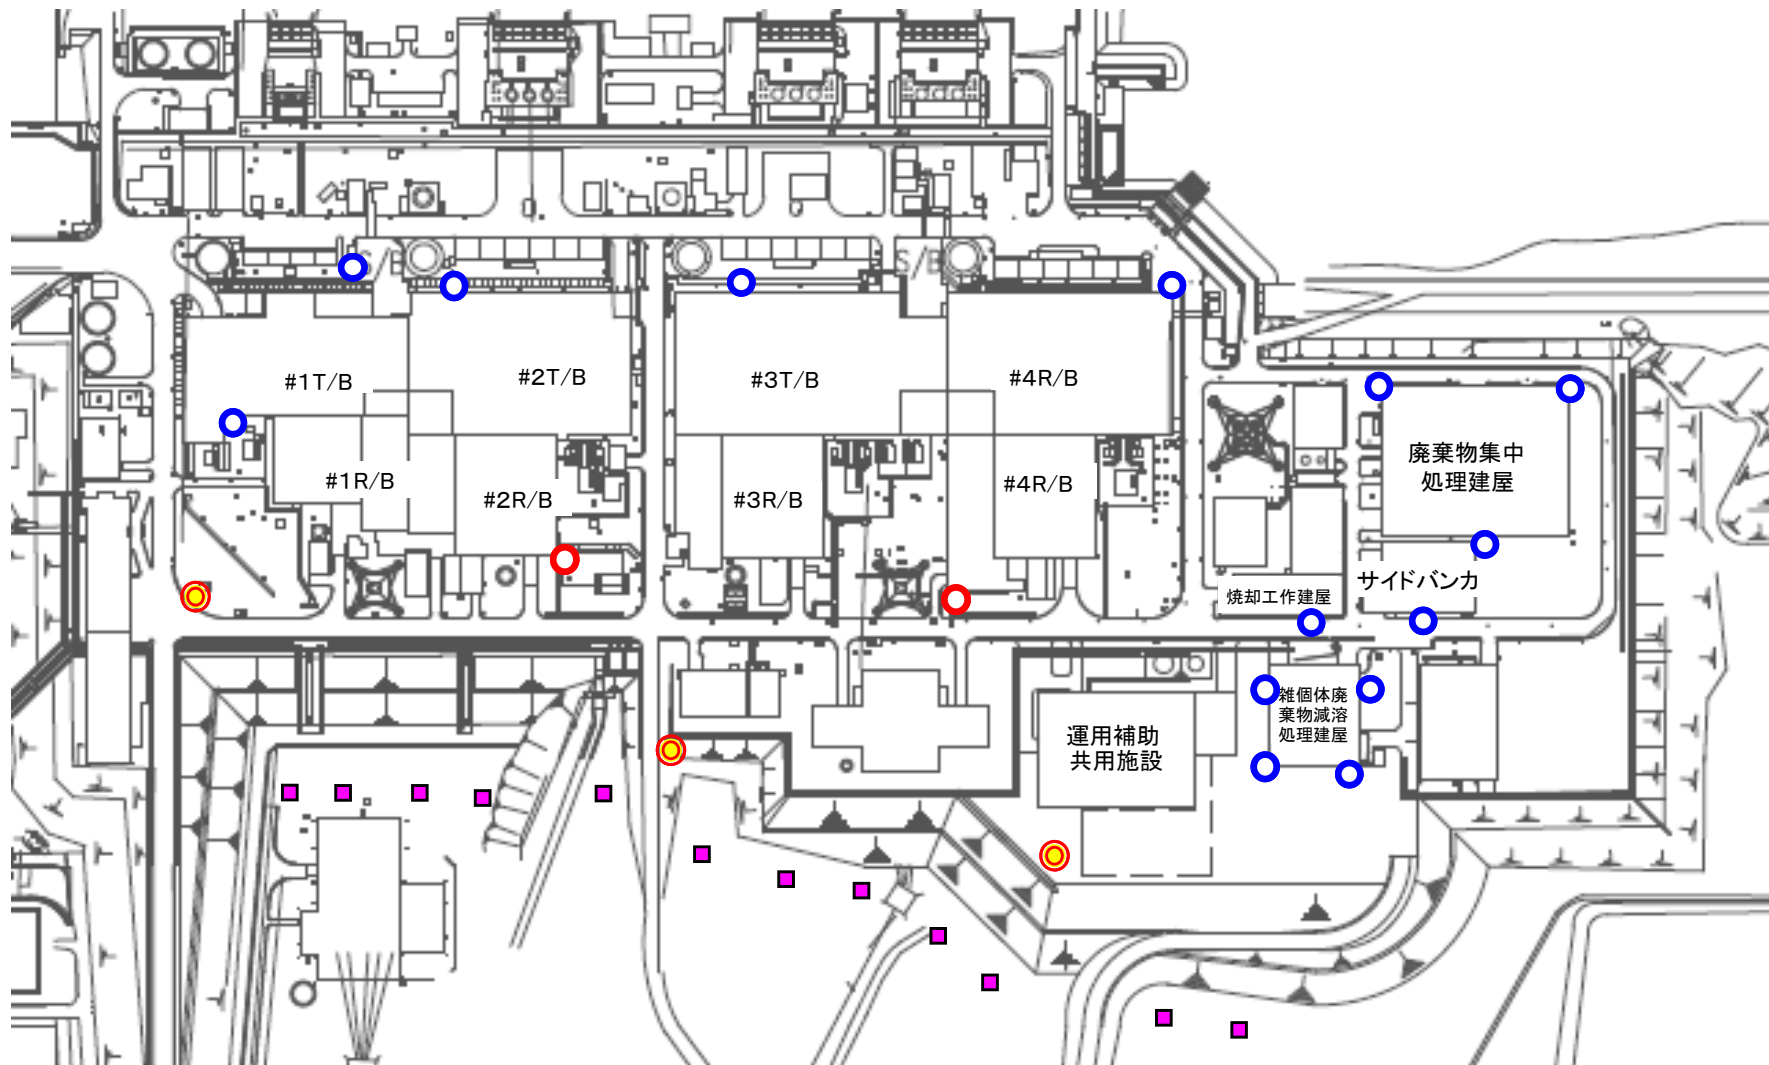 S/B
S/B
#1T/B
#2T/B
#3T/B
#4R/B
#1R/B
#2R/B
#3R/B
#4R/B
廃棄物集中
処理建屋
サイドバンカ
焼却工作建屋
雑個体廃
棄物減溶
処理建屋
運用補助
共用施設